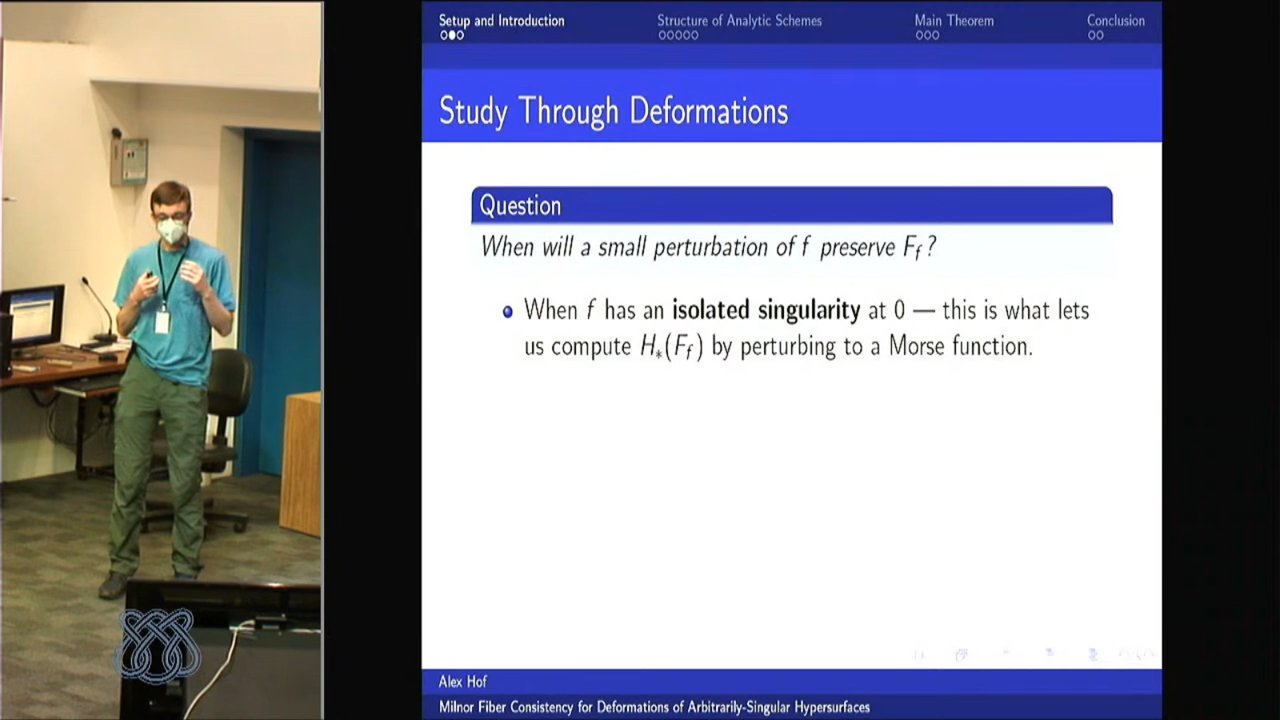 Setup and Introduction
Structure of Analytic Schemes
Main Theorem
Conclusion
Study Through Deformations
Question
When will a small perturbation of f preserve F_f?
When f has an isolated singularity at 0 — this is what lets
us compute H_*(F_f) by perturbing to a Morse function.
Alex Hof
Milnor Fiber Consistency for Deformations of Arbitrarily-Singular Hypersurfaces